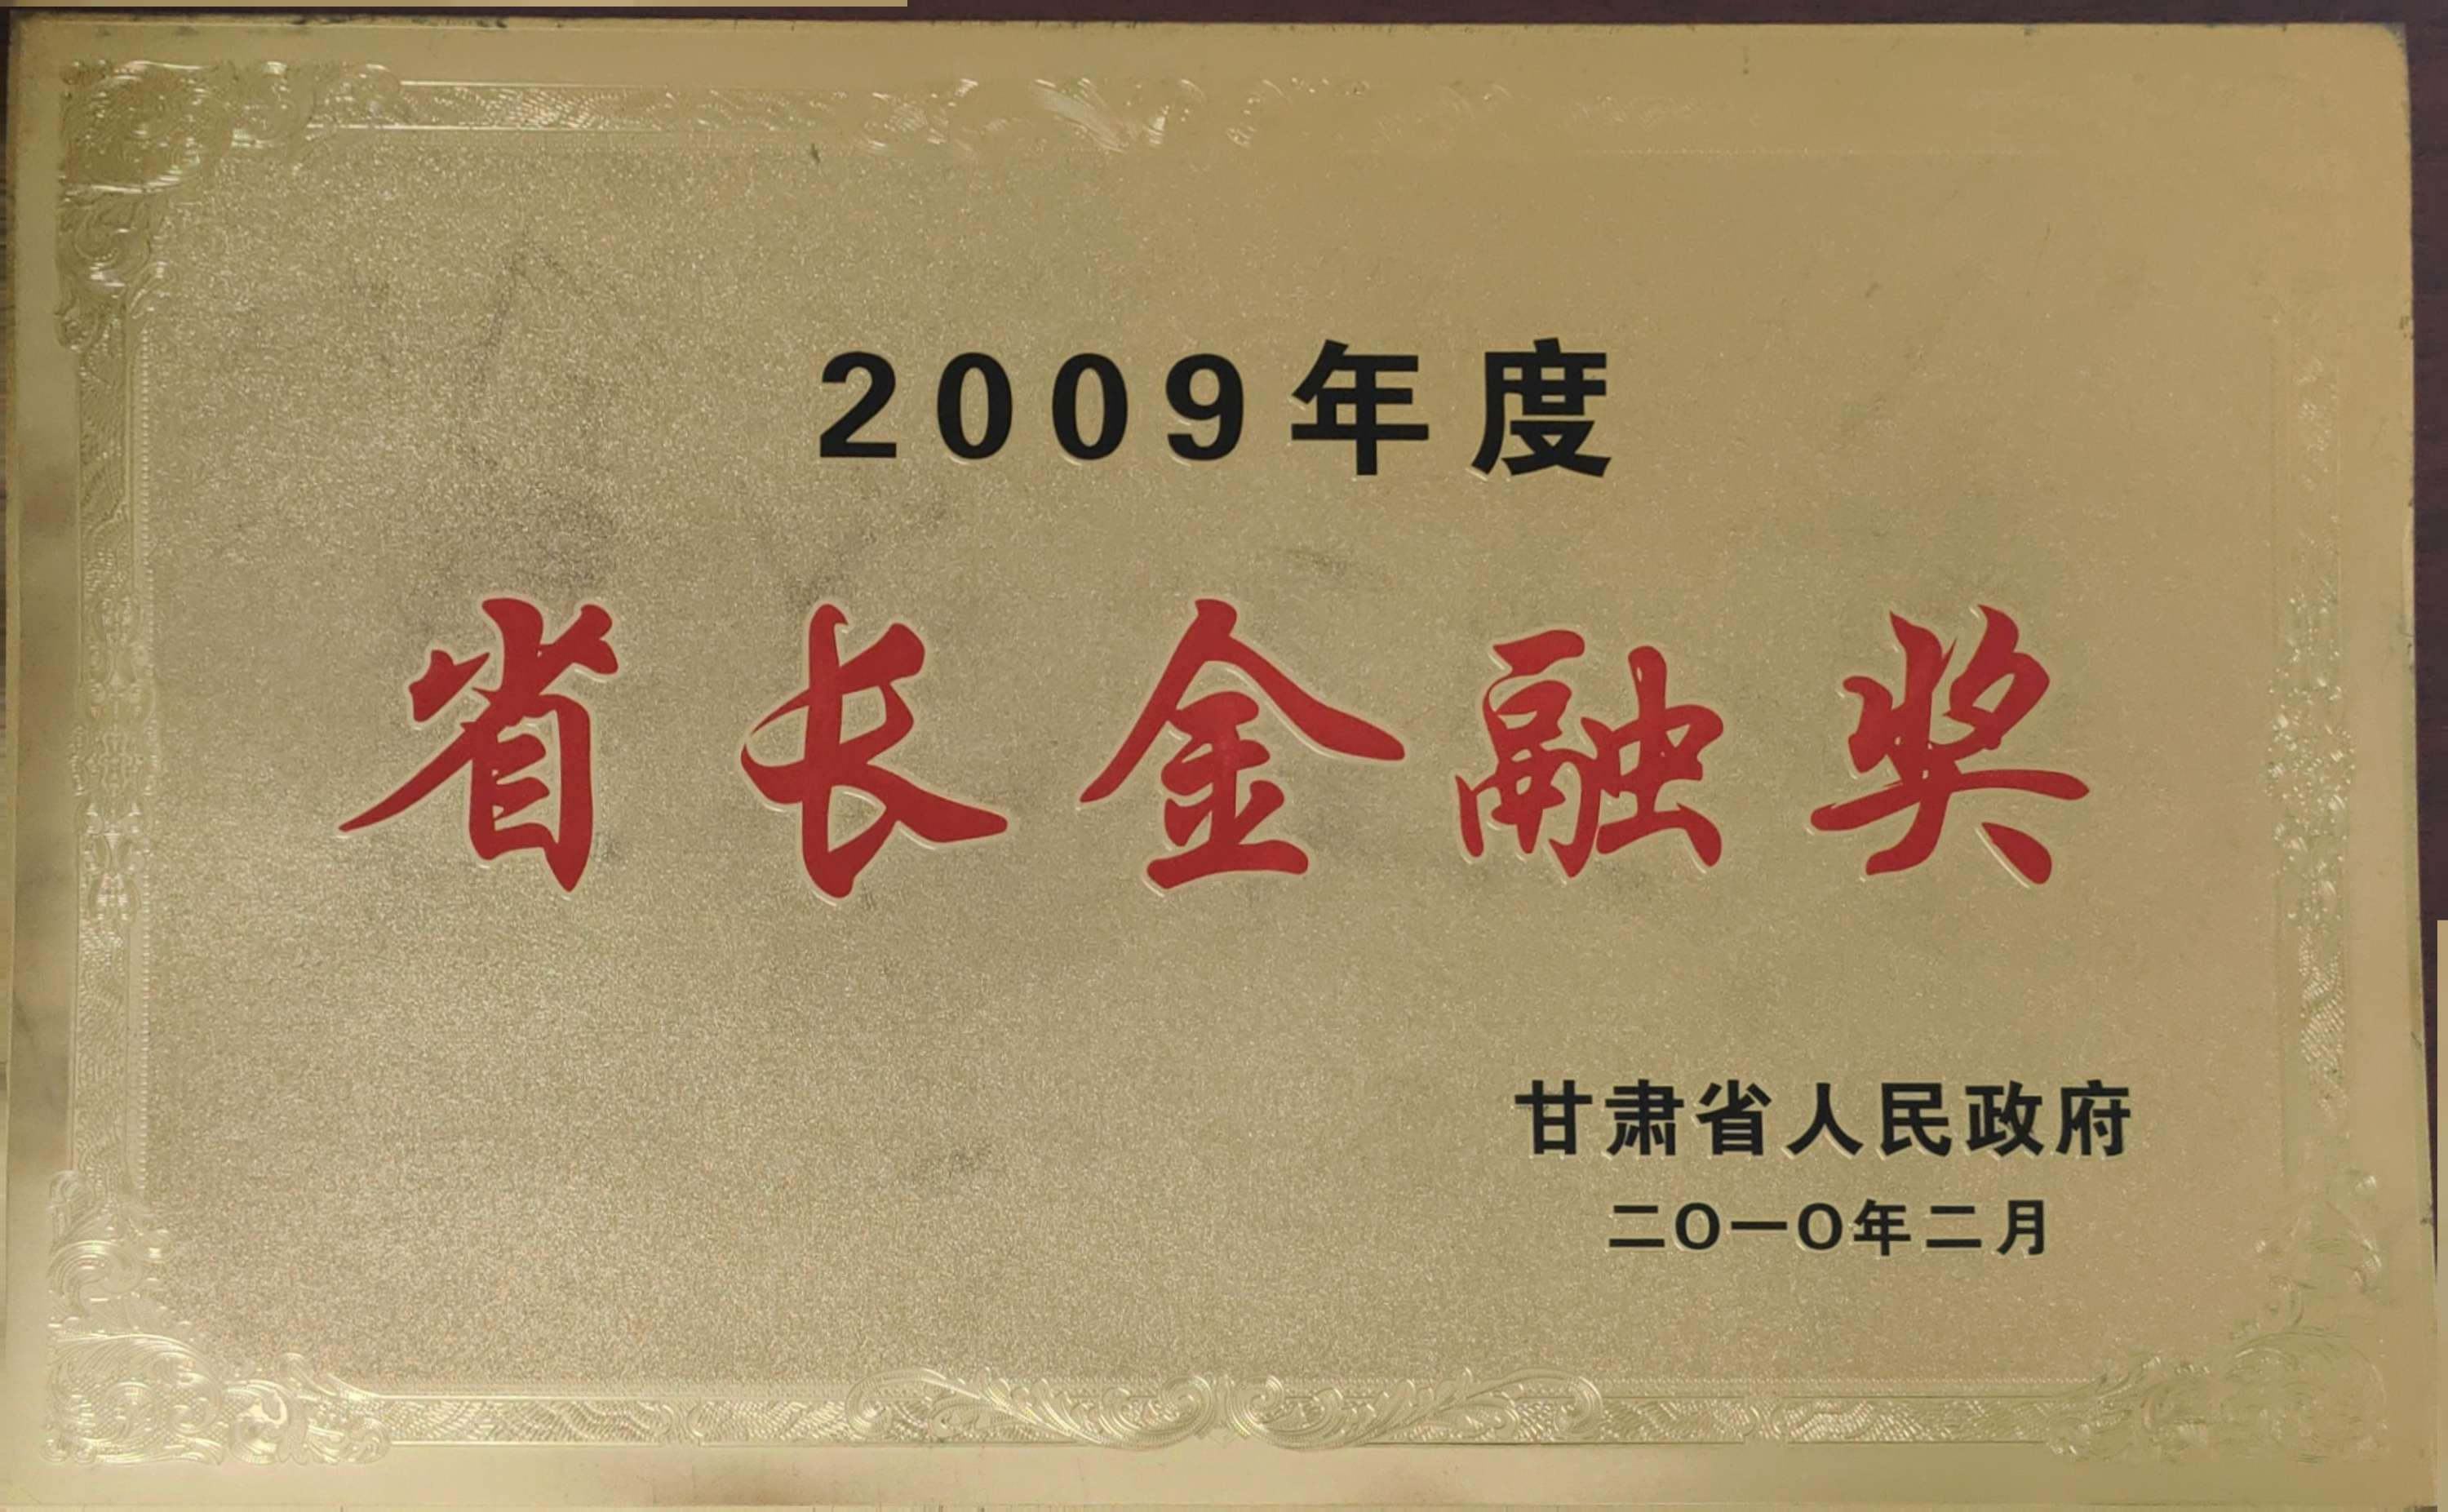 2009年度
省长金融奖
甘肃省人民政府
二〇一〇年二月